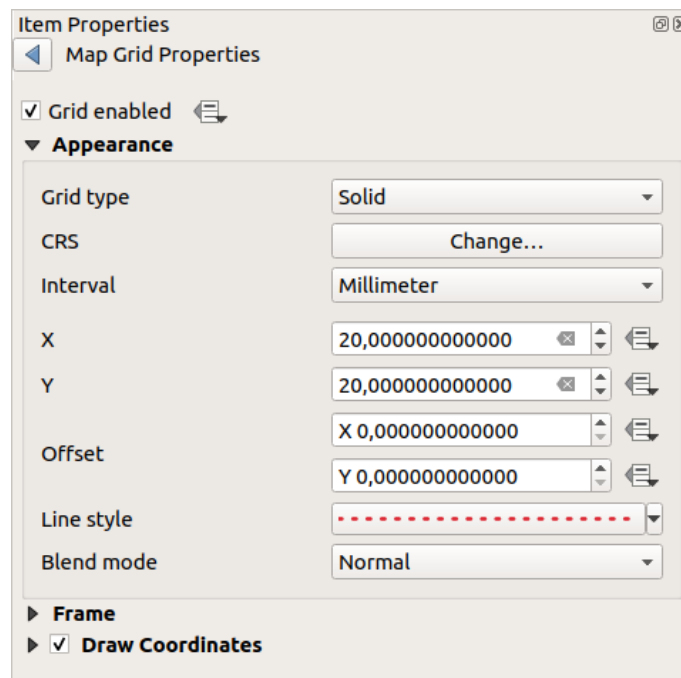 Item Properties
Map Grid Properties
Grid enabled
Appearance
Grid type Solid
CRS Change...
Interval Millimeter
X 20,000000000000
Y 20,000000000000
Offset X 0,000000000000
Y 0,000000000000
Line style
Blend mode Normal
Frame
Draw Coordinates